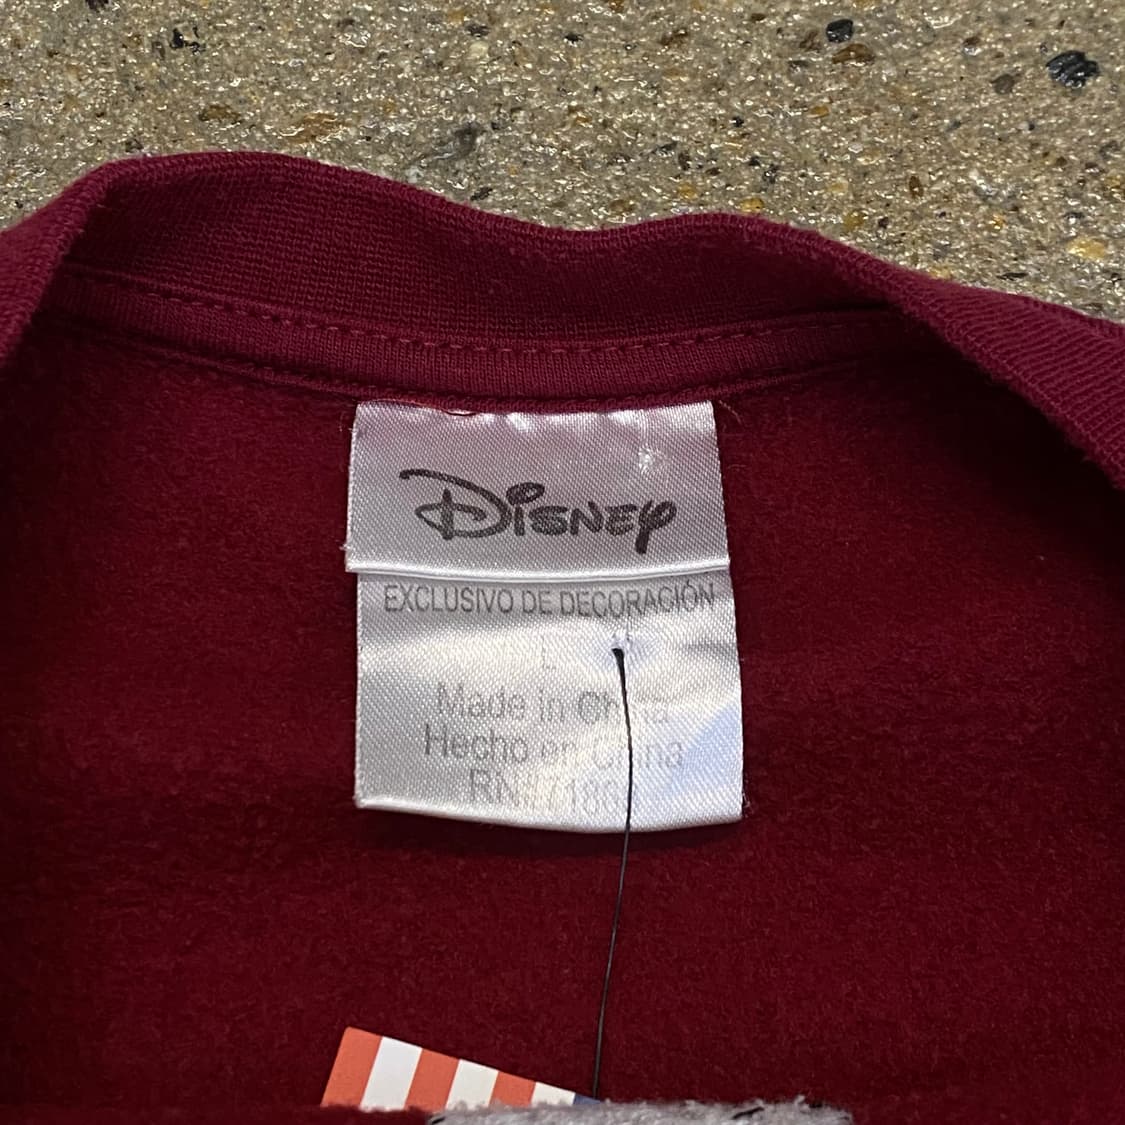 Disney
EXCLUSIVO DE DECORACIÓN
L
Made in China
Hecho en China